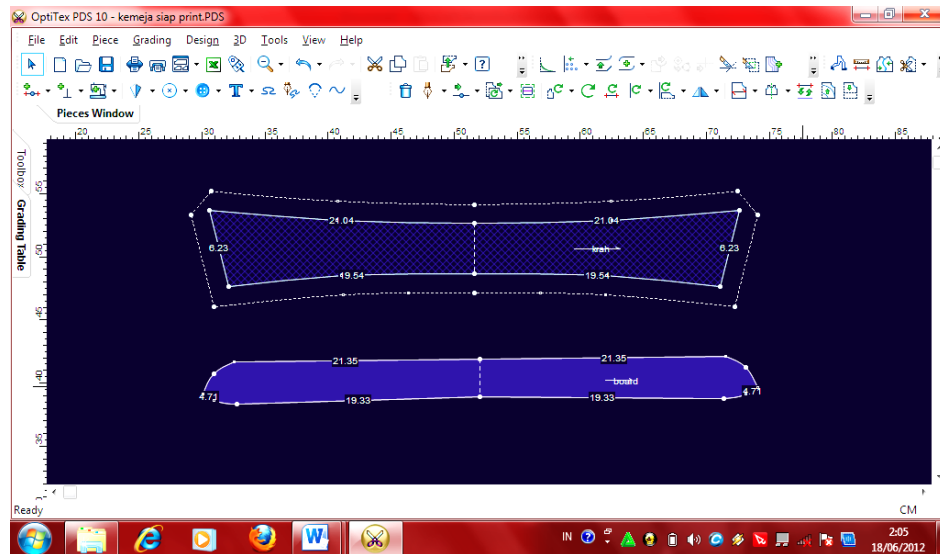 OptiTex PDS 10 - kemeja siap print.PDS
File Edit Piece Grading Design 3D Tools View Help
Pieces Window
20 25 30 35 40 45 50 55 60 65 70 75 80 85
Toolbox
Grading Table
55
50
45
40
35
21.04 21.04
6.23 krah 6.23
19.54 19.54
21.35 21.35
board
4.71 4.71
19.33 19.33
Ready CM
IN 2:05
18/06/2012